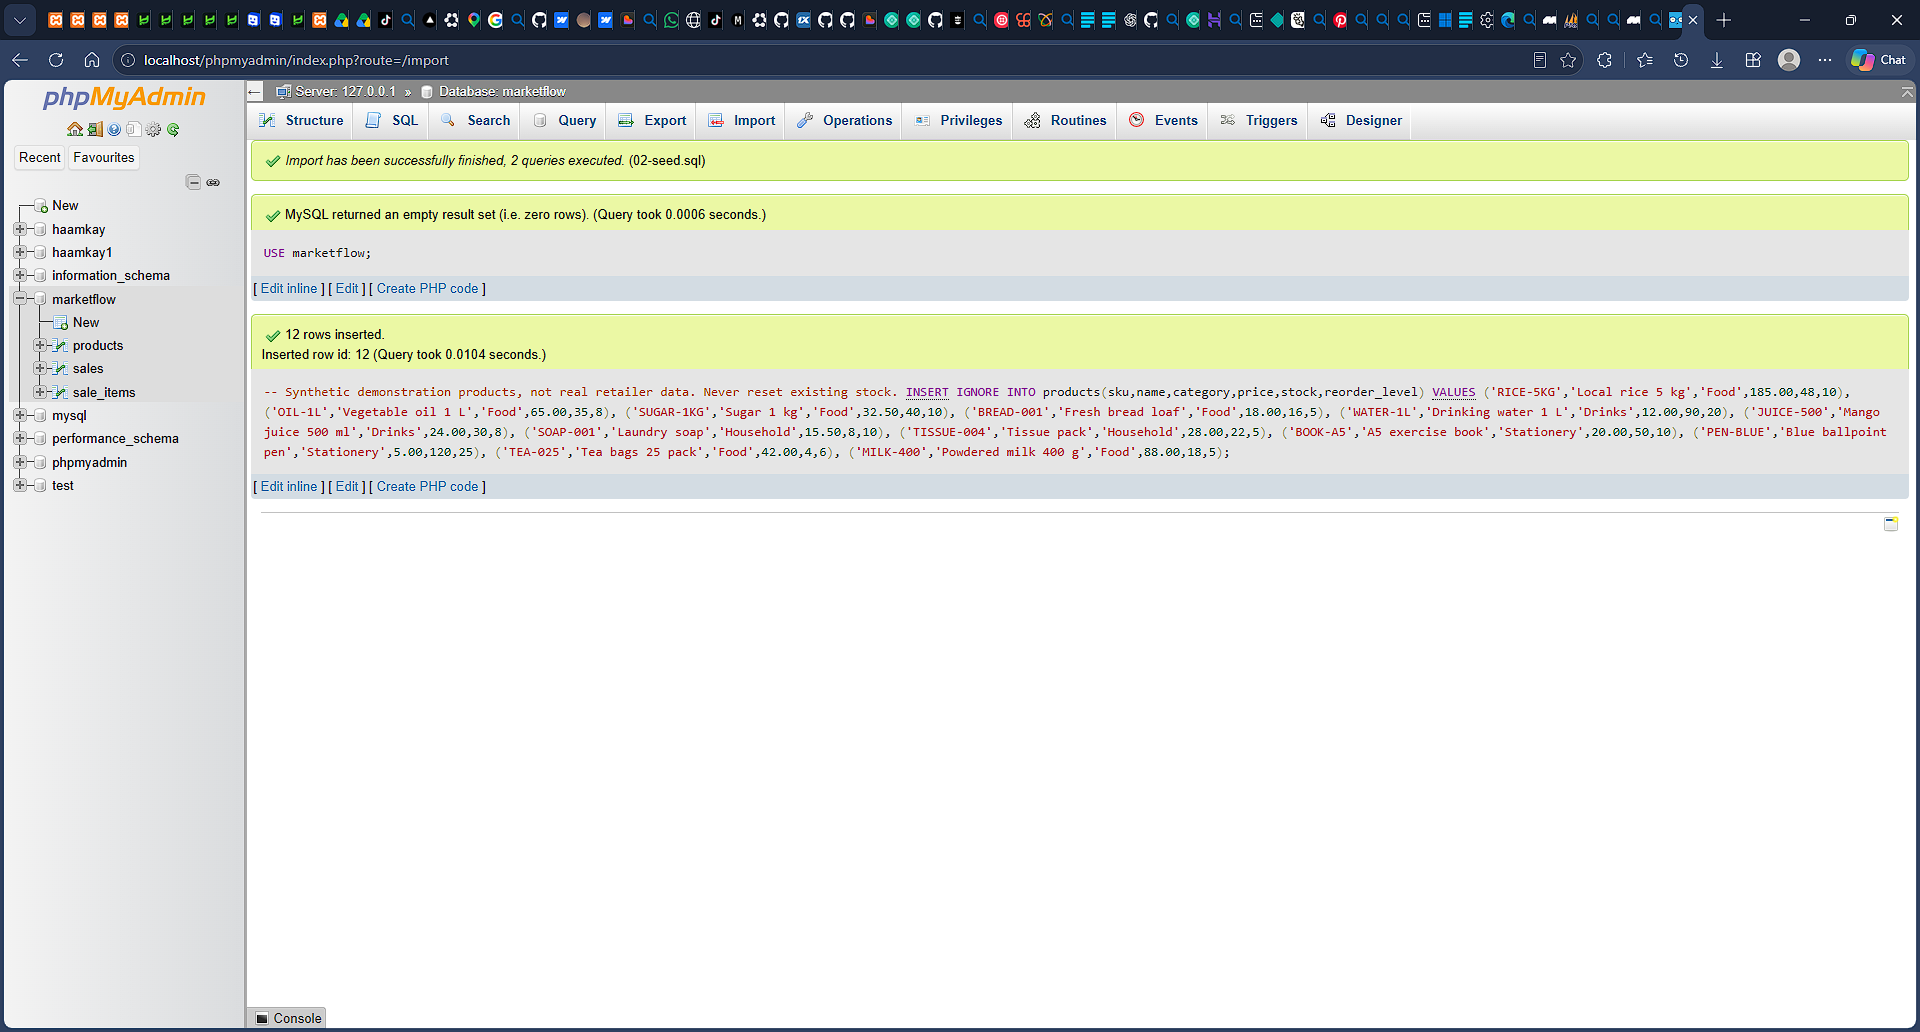 localhost/phpmyadmin/index.php?route=/import
Chat
phpMyAdmin
Recent
Favourites
New
haamkay
haamkay1
information_schema
marketflow
New
products
sales
sale_items
mysql
performance_schema
phpmyadmin
test
Server: 127.0.0.1 » Database: marketflow
Structure SQL Search Query Export Import Operations Privileges Routines Events Triggers Designer
Import has been successfully finished, 2 queries executed. (02-seed.sql)
MySQL returned an empty result set (i.e. zero rows). (Query took 0.0006 seconds.)
USE marketflow;
[ Edit inline ] [ Edit ] [ Create PHP code ]
12 rows inserted.
Inserted row id: 12 (Query took 0.0104 seconds.)
-- Synthetic demonstration products, not real retailer data. Never reset existing stock. INSERT IGNORE INTO products(sku,name,category,price,stock,reorder_level) VALUES ('RICE-5KG','Local rice 5 kg','Food',185.00,48,10),
('OIL-1L','Vegetable oil 1 L','Food',65.00,35,8), ('SUGAR-1KG','Sugar 1 kg','Food',32.50,40,10), ('BREAD-001','Fresh bread loaf','Food',18.00,16,5), ('WATER-1L','Drinking water 1 L','Drinks',12.00,90,20), ('JUICE-500','Mango
juice 500 ml','Drinks',24.00,30,8), ('SOAP-001','Laundry soap','Household',15.50,8,10), ('TISSUE-004','Tissue pack','Household',28.00,22,5), ('BOOK-A5','A5 exercise book','Stationery',20.00,50,10), ('PEN-BLUE','Blue ballpoint
pen','Stationery',5.00,120,25), ('TEA-025','Tea bags 25 pack','Food',42.00,4,6), ('MILK-400','Powdered milk 400 g','Food',88.00,18,5);
[ Edit inline ] [ Edit ] [ Create PHP code ]
Console